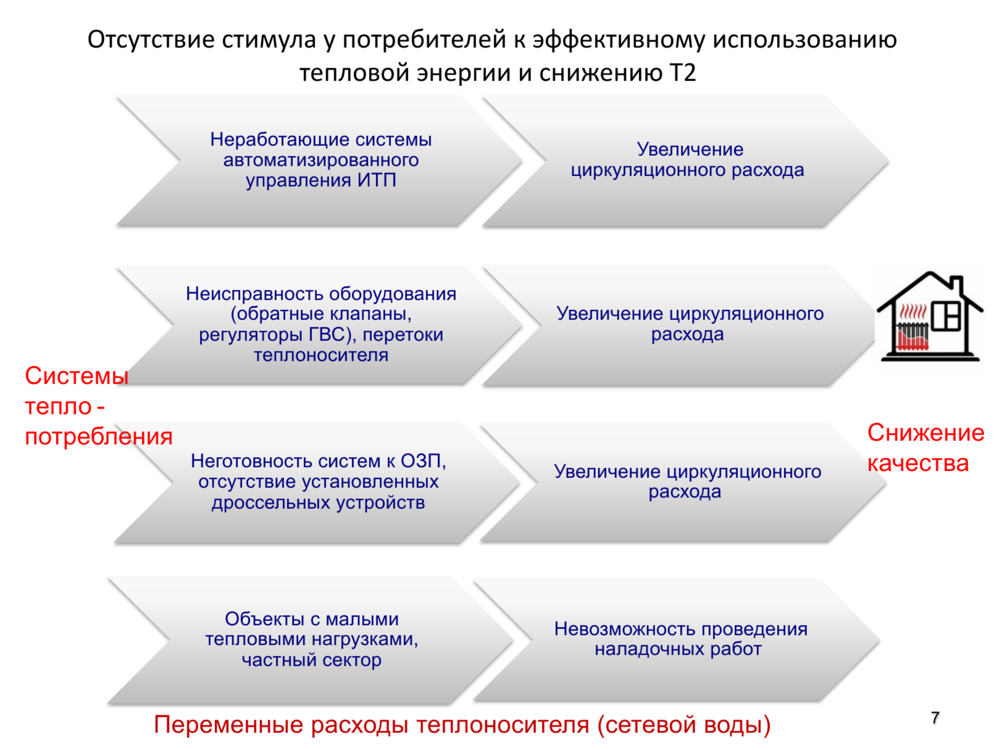 Отсутствие стимула у потребителей к эффективному использованию
тепловой энергии и снижению Т2
Неработающие системы
автоматизированного
управления ИТП
Увеличение
циркуляционного расхода
Неисправность оборудования
(обратные клапаны,
регуляторы ГВС), перетоки
теплоносителя
Увеличение циркуляционного
расхода
Системы
тепло -
потребления
Неготовность систем к ОЗП,
отсутствие установленных
дроссельных устройств
Увеличение циркуляционного
расхода
Снижение
качества
Объекты с малыми
тепловыми нагрузками,
частный сектор
Невозможность проведения
наладочных работ
Переменные расходы теплоносителя (сетевой воды)
7